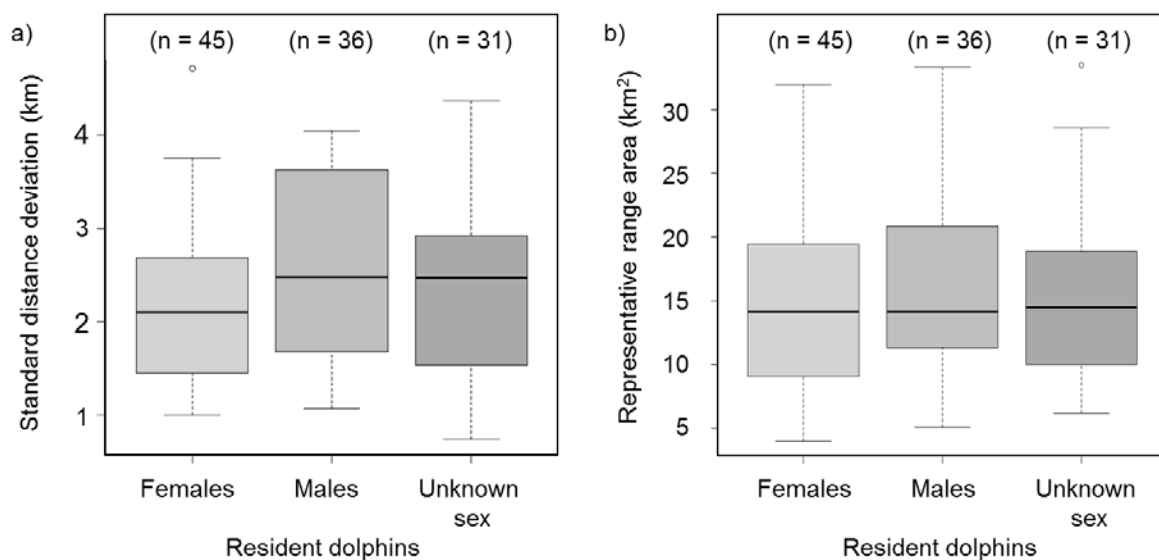 a)
(n = 45) (n = 36) (n = 31)
Standard distance deviation (km)
4
3
2
1
Females Males Unknown
sex
Resident dolphins
b)
(n = 45) (n = 36) (n = 31)
Representative range area (km²)
30
25
20
15
10
5
Females Males Unknown
sex
Resident dolphins